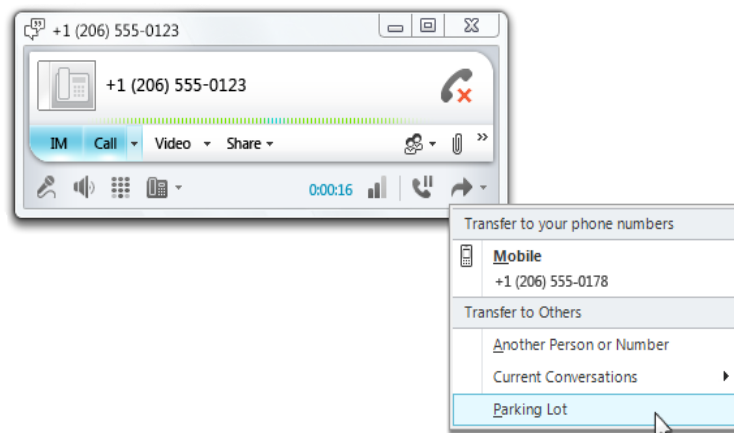 +1 (206) 555-0123
+1 (206) 555-0123
IM Call Video Share
0:00:16
Transfer to your phone numbers
Mobile
+1 (206) 555-0178
Transfer to Others
Another Person or Number
Current Conversations
Parking Lot